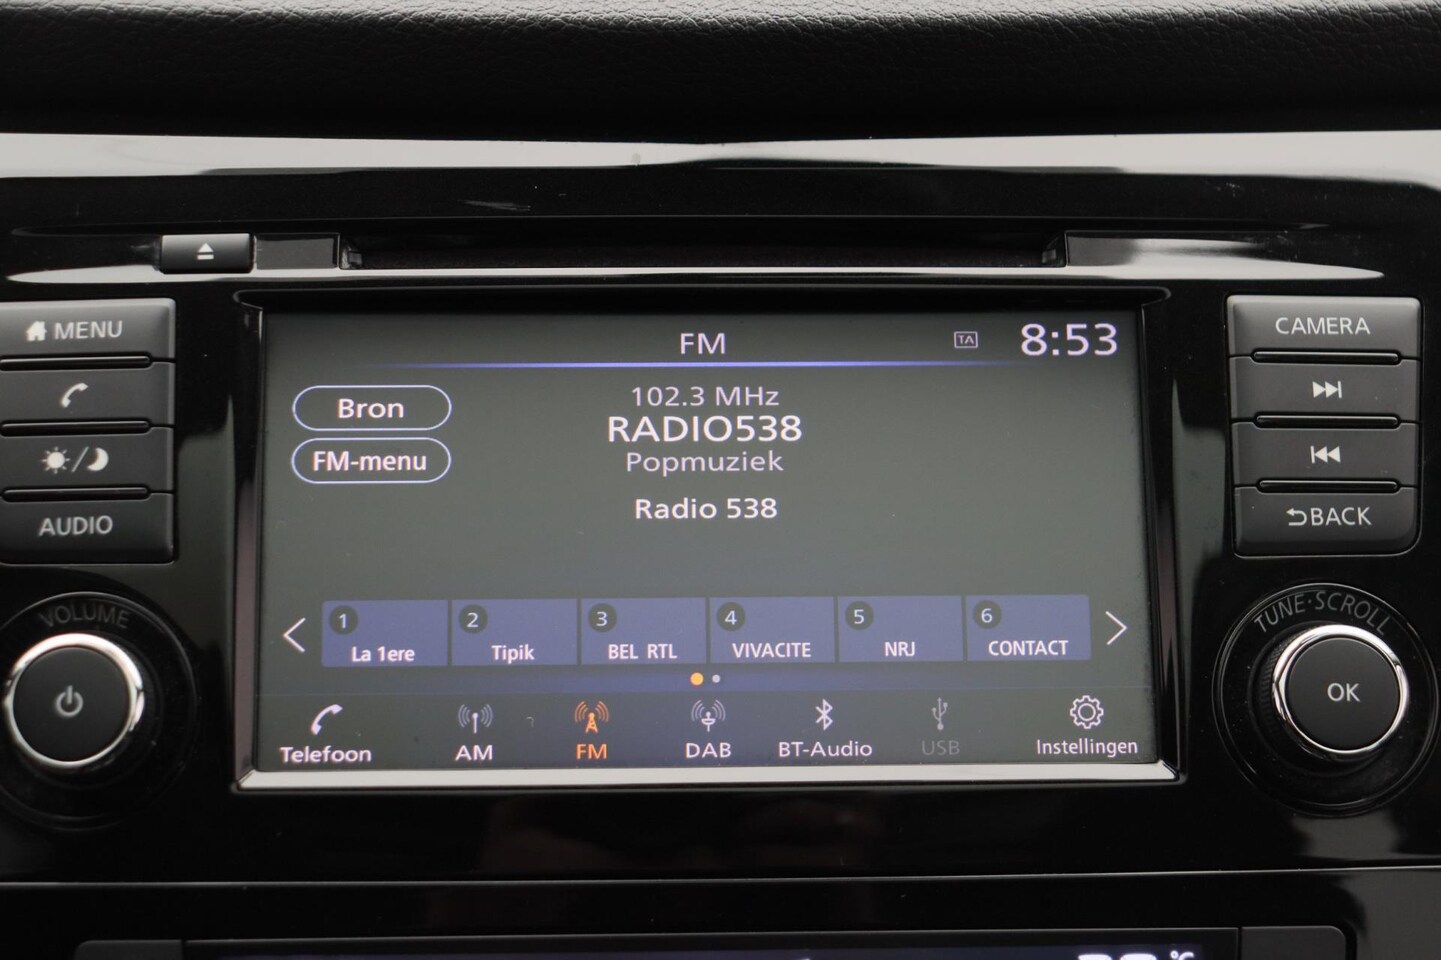 FM
TA
8:53
MENU
CAMERA
Bron
102.3 MHz
RADIO538
FM-menu
Popmuziek
Radio 538
AUDIO
BACK
VOLUME
TUNE·SCROLL
1
La 1ere
2
Tipik
3
BEL RTL
4
VIVACITE
5
NRJ
6
CONTACT
OK
Telefoon
AM
FM
DAB
BT-Audio
USB
Instellingen
°C